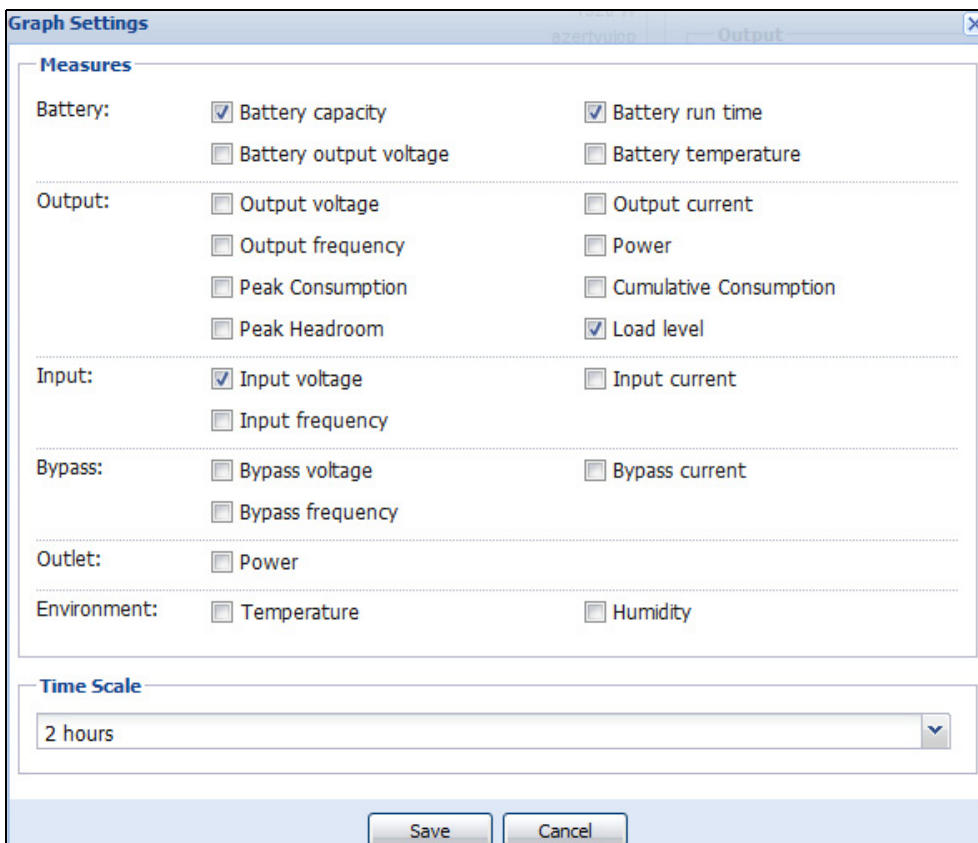 Graph Settings
Output
Measures
Battery:
Battery capacity
Battery run time
Battery output voltage
Battery temperature
Output:
Output voltage
Output current
Output frequency
Power
Peak Consumption
Cumulative Consumption
Peak Headroom
Load level
Input:
Input voltage
Input current
Input frequency
Bypass:
Bypass voltage
Bypass current
Bypass frequency
Outlet:
Power
Environment:
Temperature
Humidity
Time Scale
2 hours
Save
Cancel